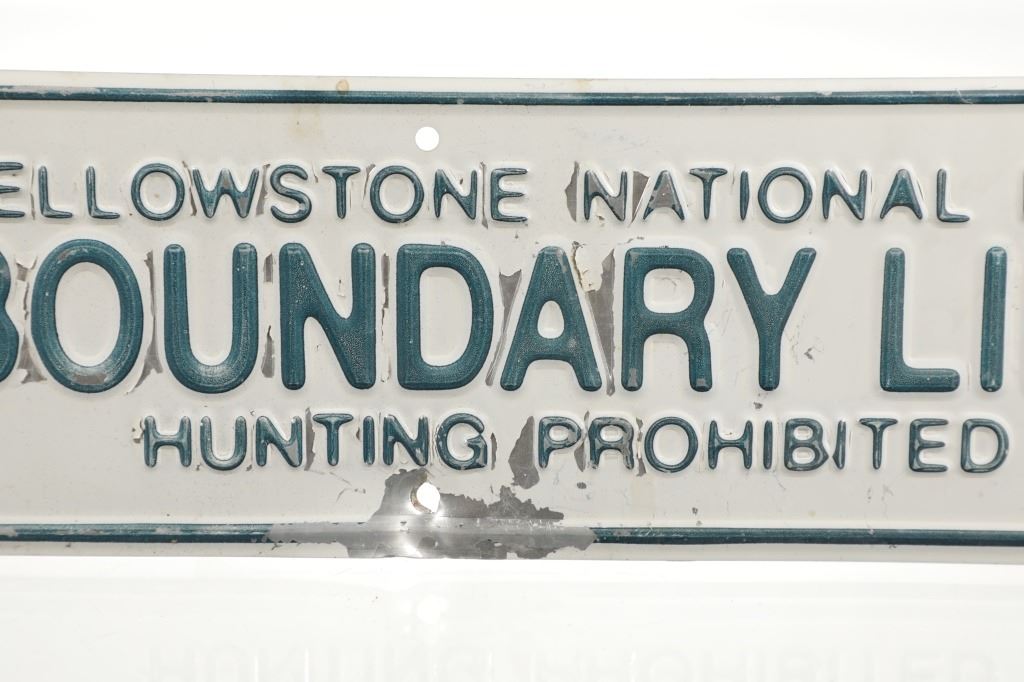 ELLOWSTONE NATIONAL
BOUNDARY LI
HUNTING PROHIBITED